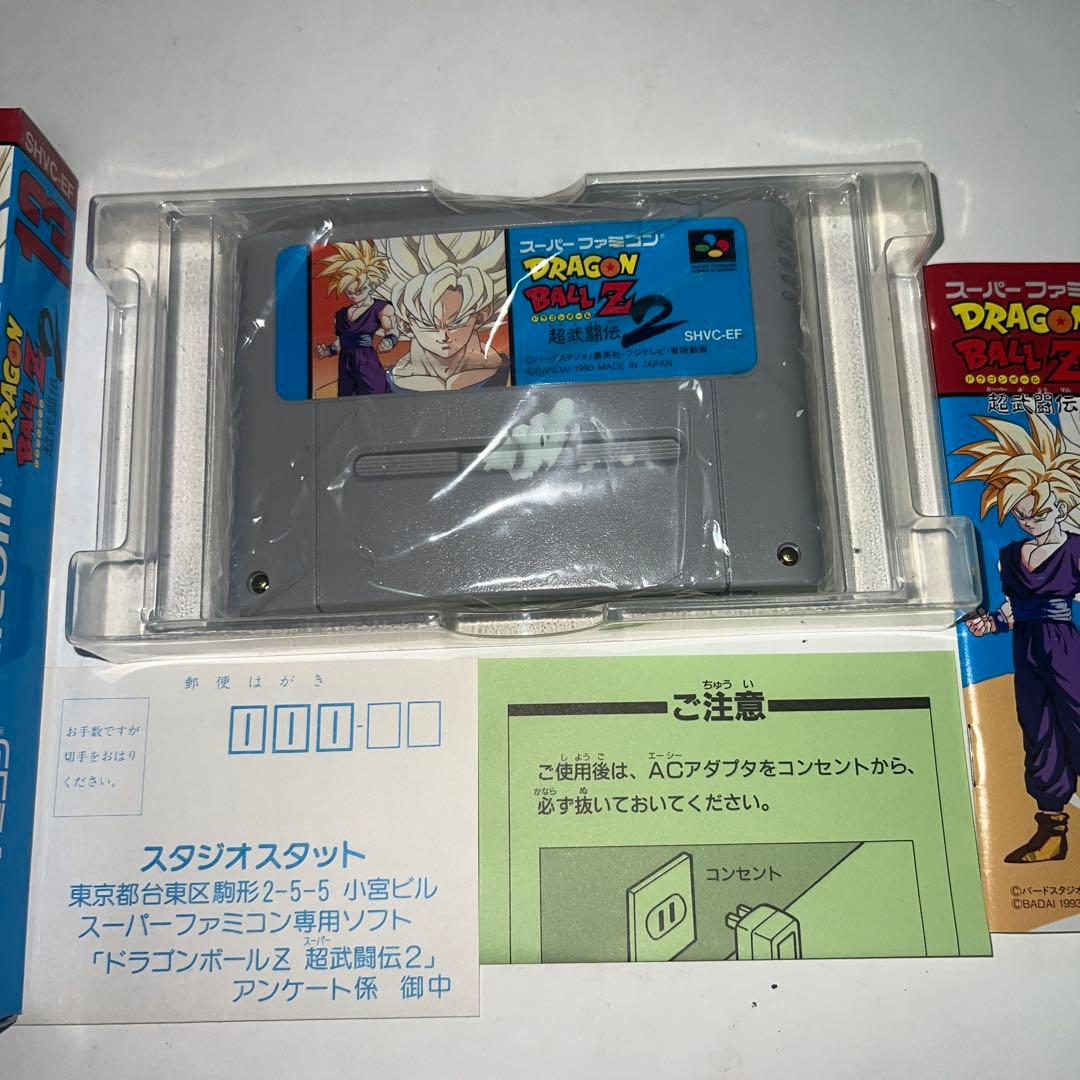 SHVC-EF
13
DRAGON
BALL Z
2
超武闘伝
スーパー ファミコン
DRAGON
BALL Z
ドラゴンボール
超武闘伝2
SHVC-EF
©バードスタジオ/集英社・フジテレビ・東映動画
©BANDAI 1993 MADE IN JAPAN
スーパー ファミコ
DRAGO
BALL Z
ドラゴンボール
超武闘伝
©バードスタジオ
©BADAI 1993
郵便はがき
お手数ですが
切手をおはり
ください。
スタジオスタット
東京都台東区駒形2-5-5 小宮ビル
スーパーファミコン専用ソフト
スーパー
「ドラゴンボールZ 超武闘伝2」
アンケート係 御中
ちゅうい
ご注意
しようご エーシー
ご使用後は、ACアダプタをコンセントから、
かなら ぬ
必ず抜いておいてください。
コンセント